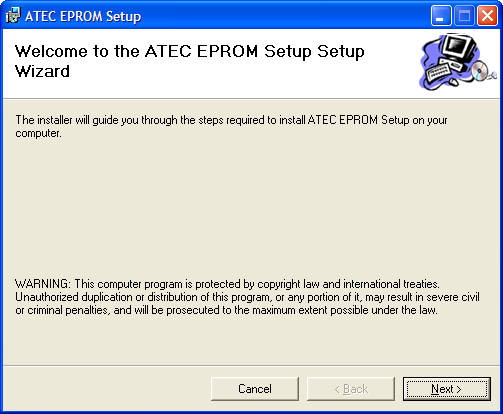 ATEC EPROM Setup
Welcome to the ATEC EPROM Setup Setup
Wizard
The installer will guide you through the steps required to install ATEC EPROM Setup on your
computer.
WARNING: This computer program is protected by copyright law and international treaties.
Unauthorized duplication or distribution of this program, or any portion of it, may result in severe civil
or criminal penalties, and will be prosecuted to the maximum extent possible under the law.
Cancel
< Back
Next >